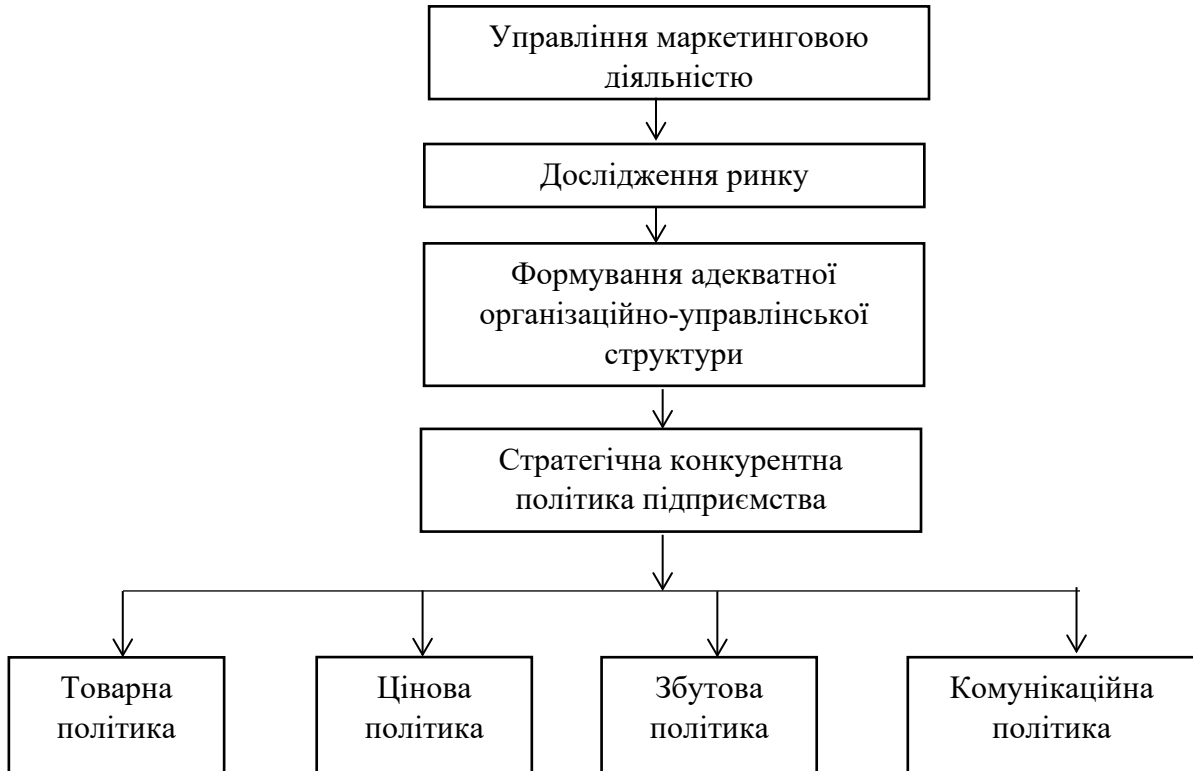 Управління маркетинговою
діяльністю
Дослідження ринку
Формування адекватної
організаційно-управлінської
структури
Стратегічна конкурентна
політика підприємства
Товарна
політика
Цінова
політика
Збутова
політика
Комунікаційна
політика